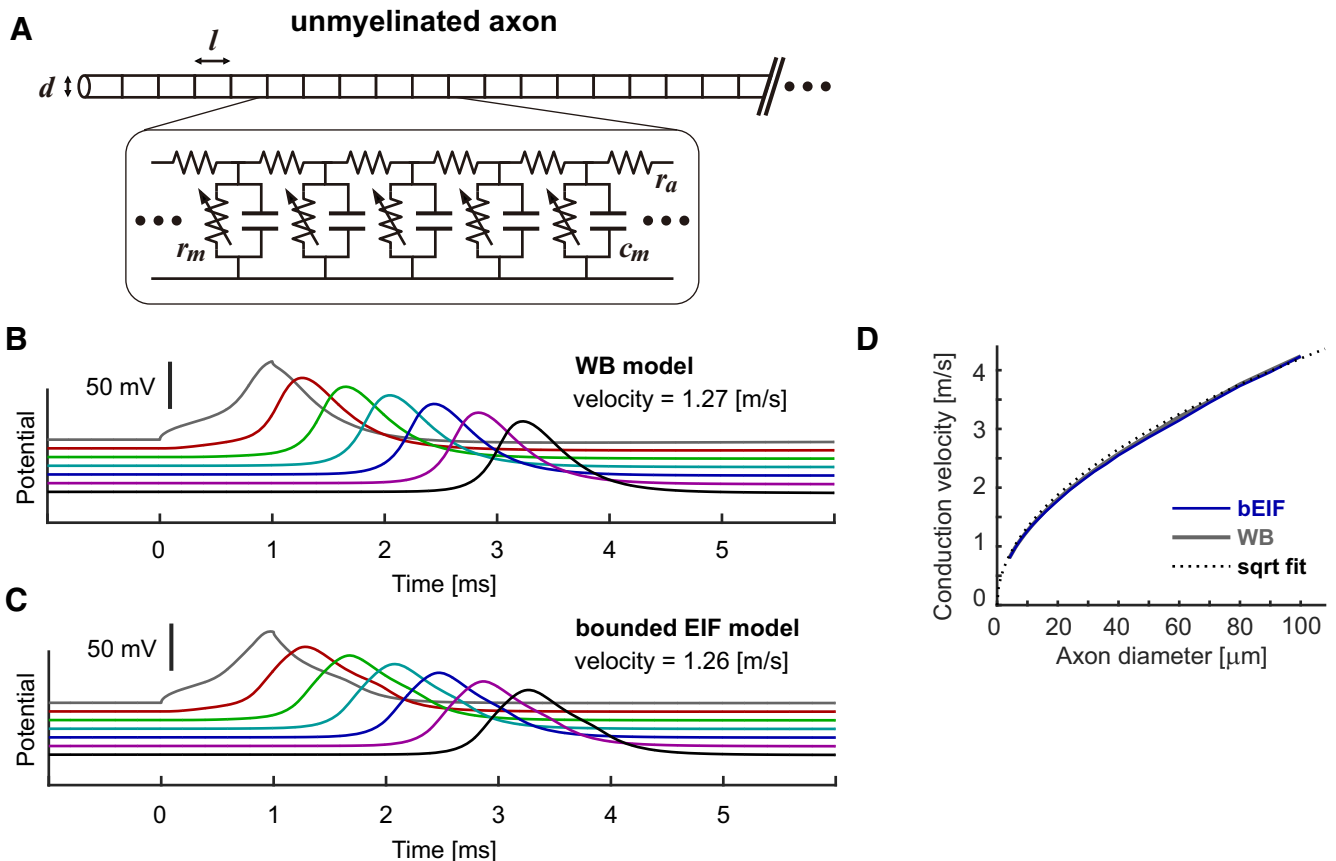 A
unmyelinated axon
l
d
r_a
r_m
c_m
B
50 mV
WB model
velocity = 1.27 [m/s]
Potential
0 1 2 3 4 5
Time [ms]
C
50 mV
bounded EIF model
velocity = 1.26 [m/s]
Potential
0 1 2 3 4 5
Time [ms]
D
Conduction velocity [m/s]
4
3
2
1
0
bEIF
WB
sqrt fit
0 20 40 60 80 100
Axon diameter [μm]